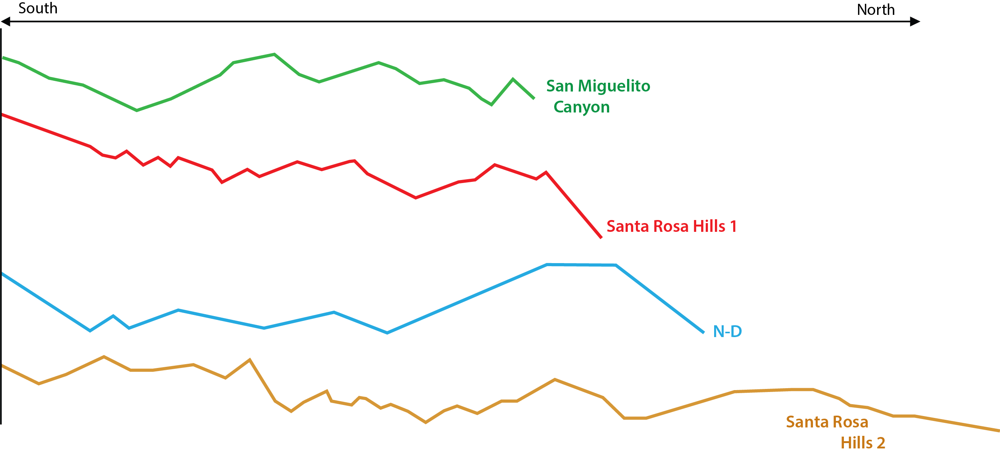 South
North
San Miguelito
Canyon
Santa Rosa Hills 1
N-D
Santa Rosa
Hills 2